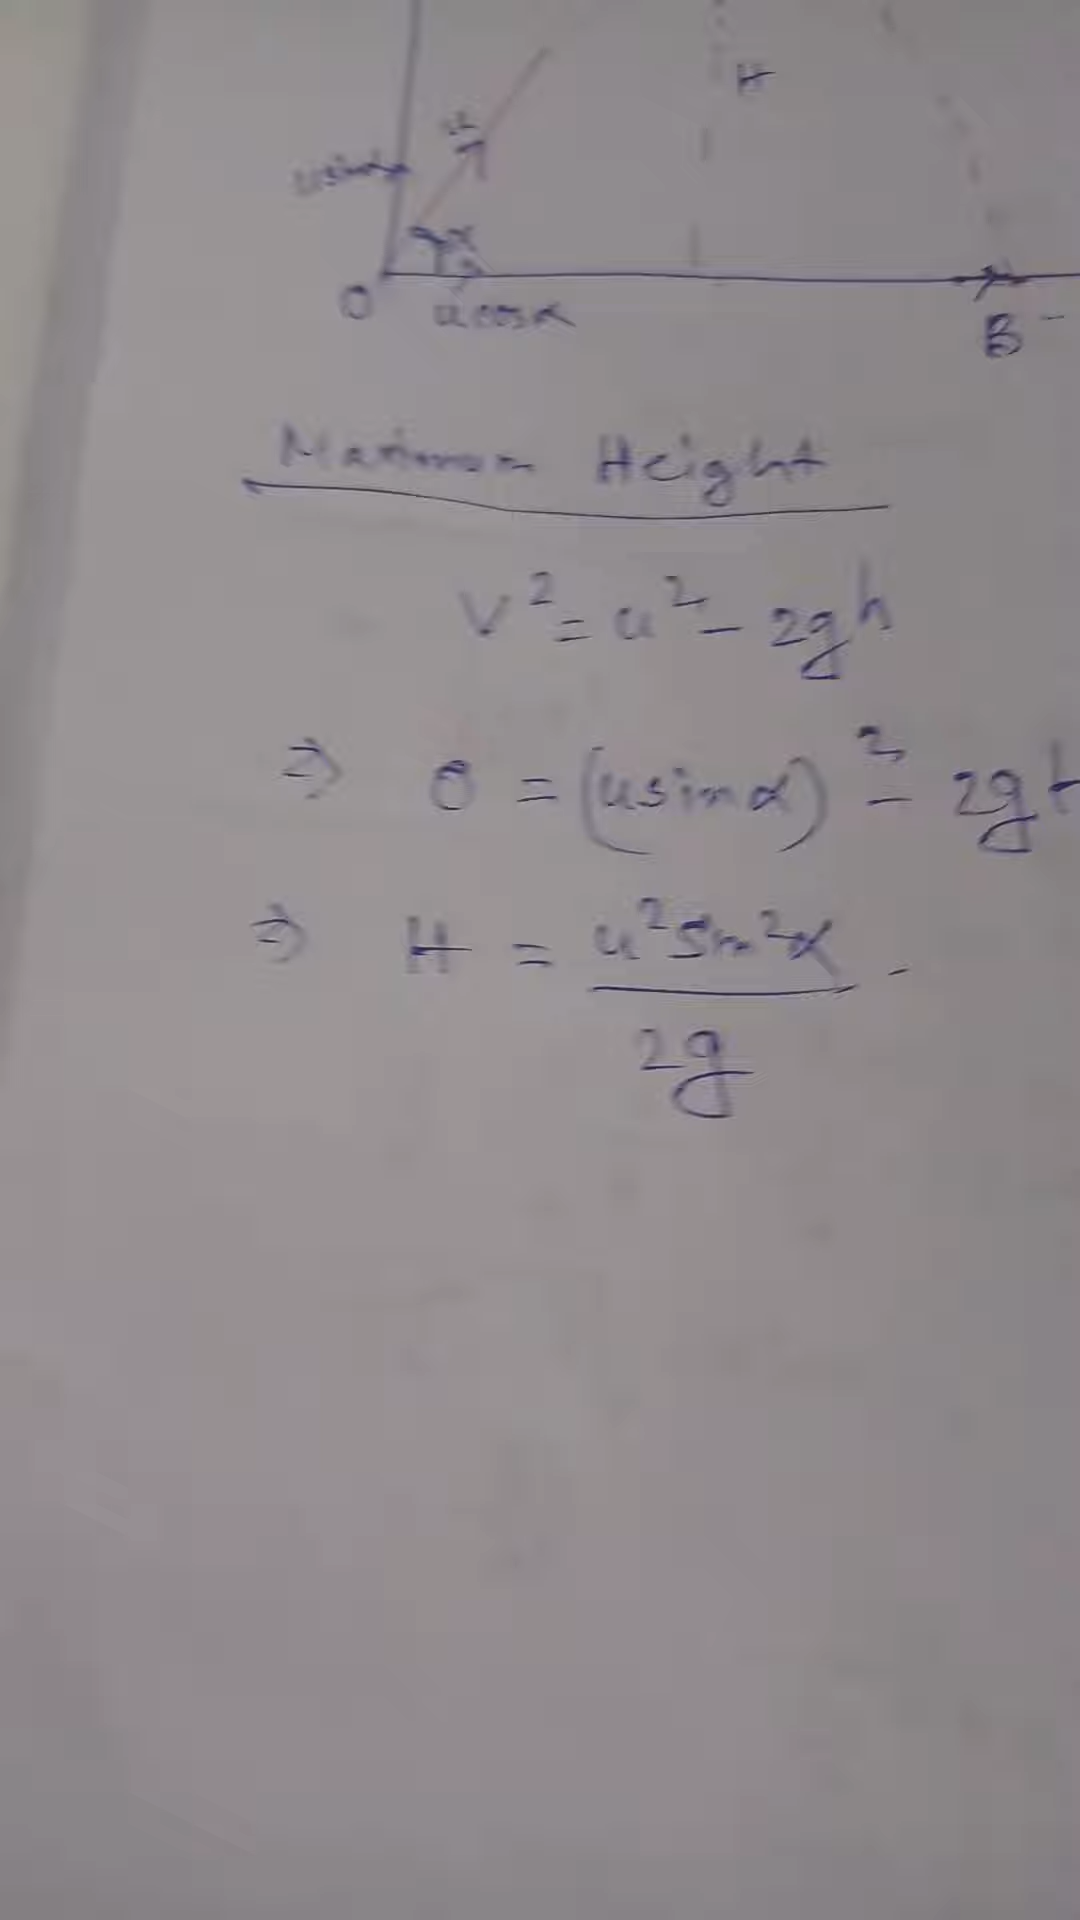 H
u
usinα
α
O
ucosα
B
Maximum Height
v² = u² - 2gh
⇒ 0 = (usinα)² - 2gH
⇒ H = u²sin²α / 2g